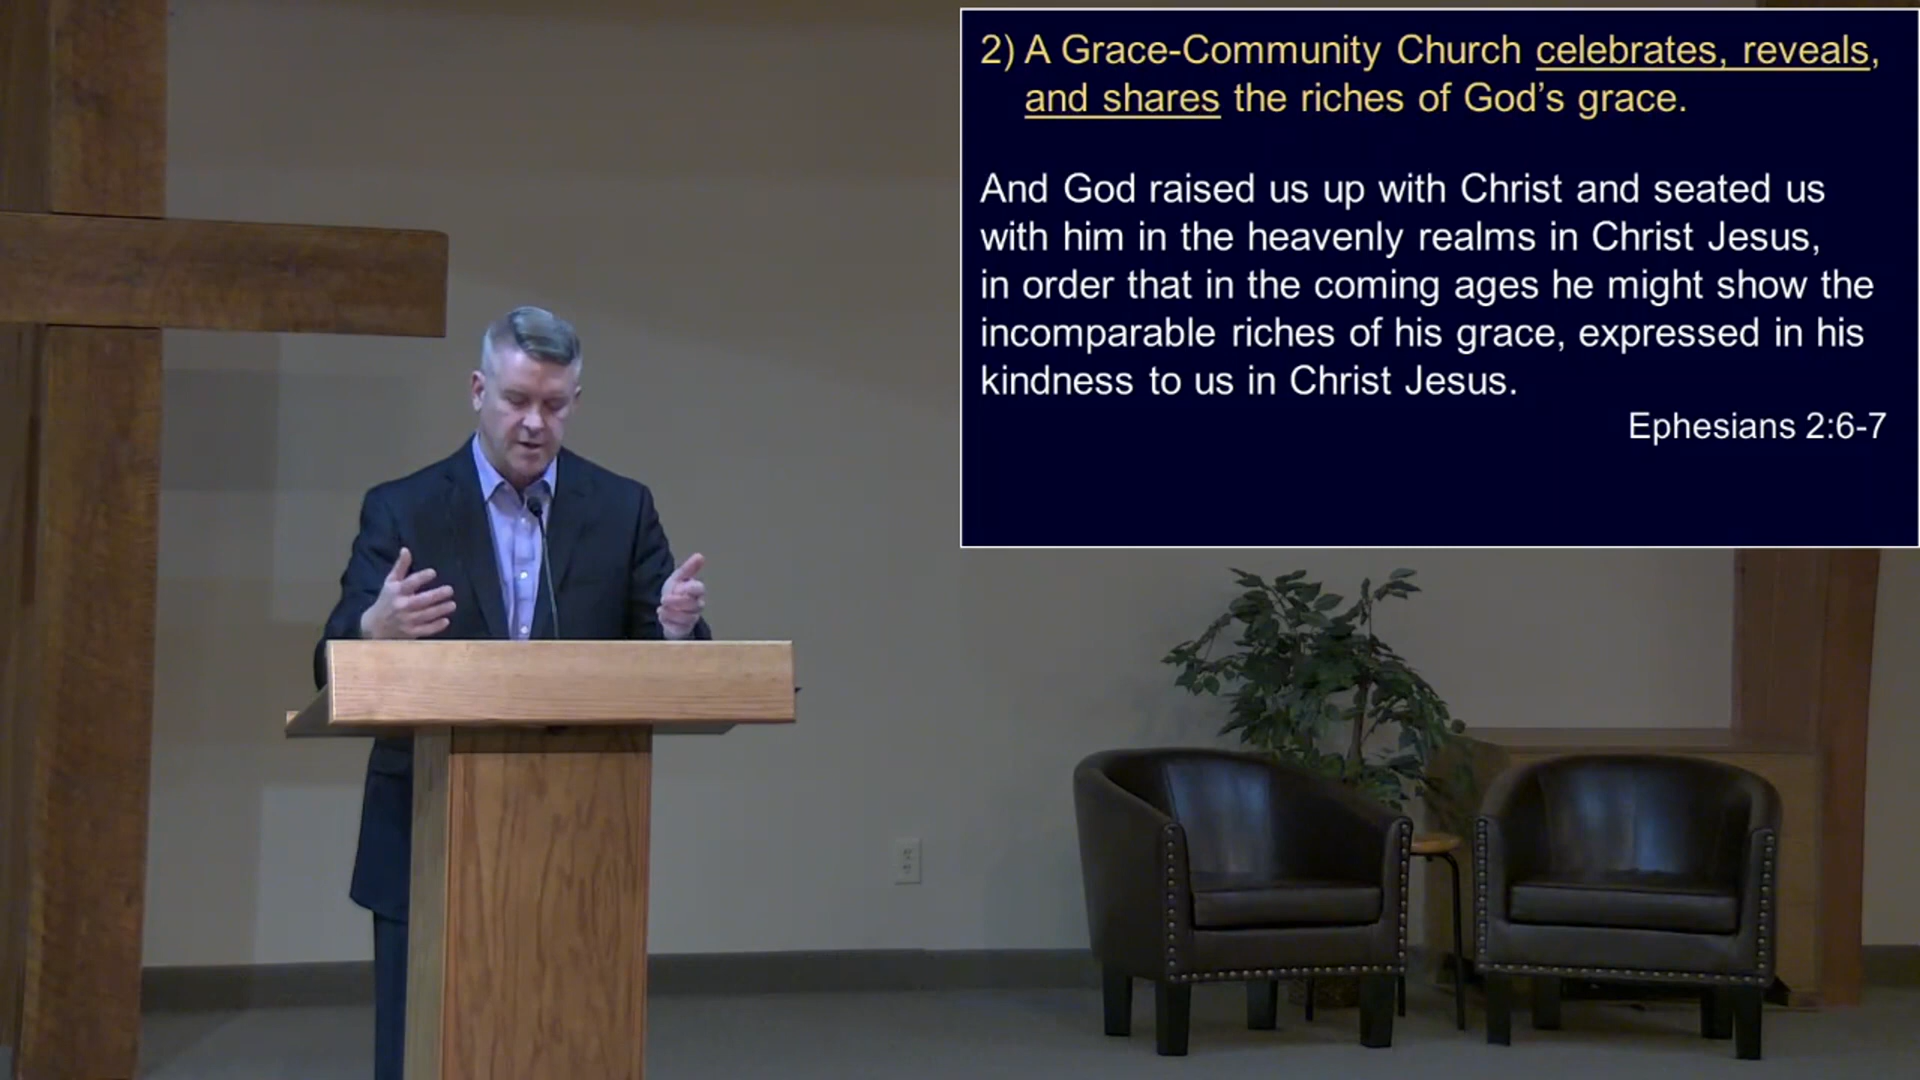 2) A Grace-Community Church celebrates, reveals,
and shares the riches of God’s grace.
And God raised us up with Christ and seated us
with him in the heavenly realms in Christ Jesus,
in order that in the coming ages he might show the
incomparable riches of his grace, expressed in his
kindness to us in Christ Jesus.
Ephesians 2:6-7